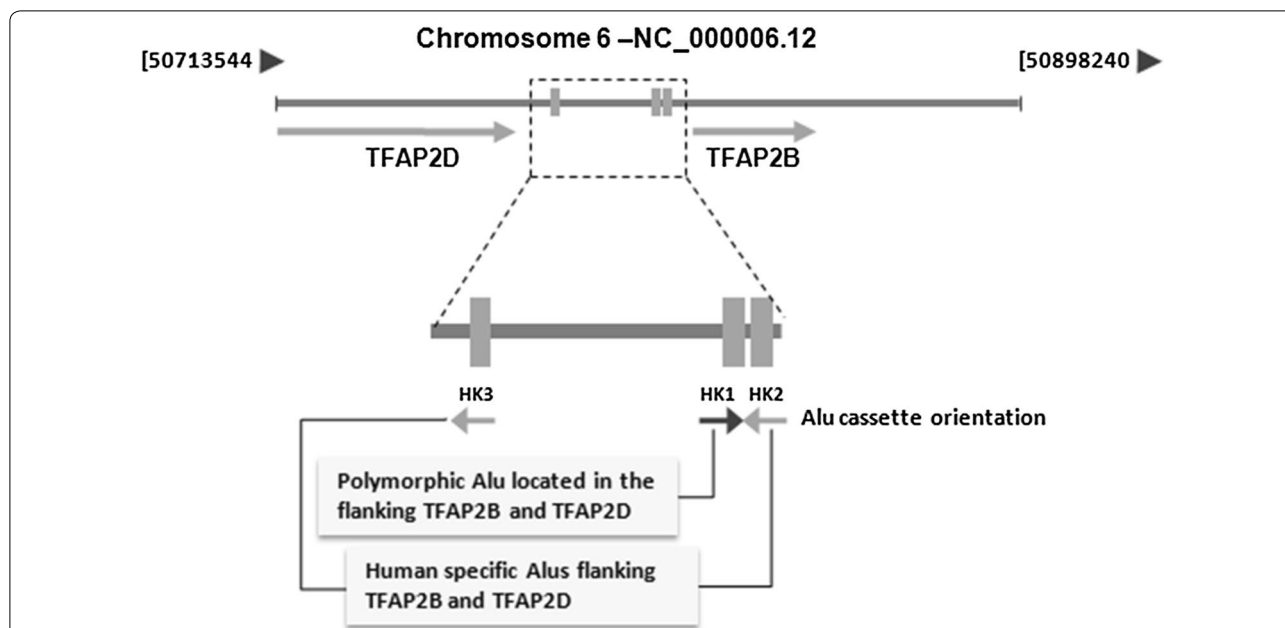 Chromosome 6 –NC_000006.12
[50713544
[50898240
TFAP2D
TFAP2B
HK3
HK1
HK2
Alu cassette orientation
Polymorphic Alu located in the
flanking TFAP2B and TFAP2D
Human specific Alus flanking
TFAP2B and TFAP2D